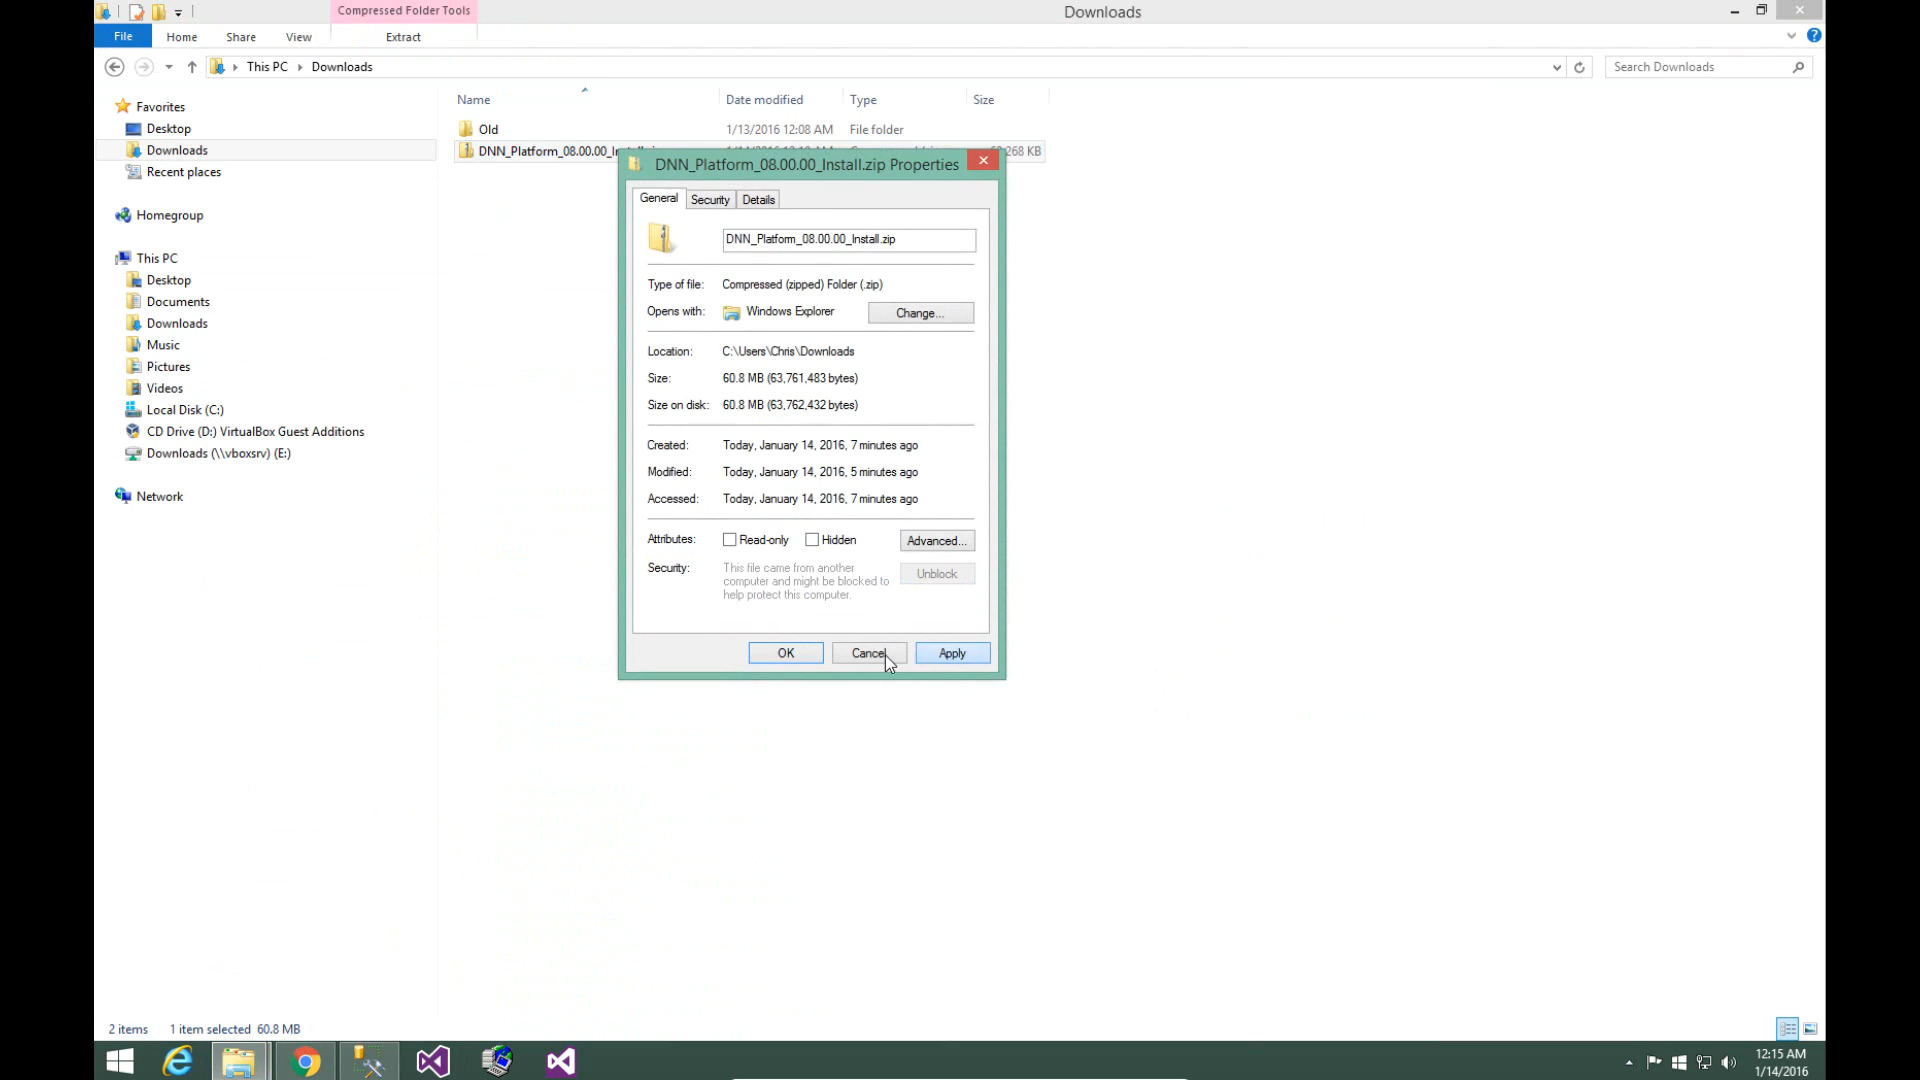 Compressed Folder Tools
Downloads
File Home Share View Extract
This PC Downloads
Search Downloads
Name Date modified Type Size
Favorites
Desktop
Downloads
Recent places
Homegroup
This PC
Desktop
Documents
Downloads
Music
Pictures
Videos
Local Disk (C:)
CD Drive (D:) VirtualBox Guest Additions
Downloads (\\vboxsrv) (E:)
Network
Old 1/13/2016 12:08 AM File folder
DNN_Platform_08.00.00_ 268 KB
DNN_Platform_08.00.00_Install.zip Properties
General Security Details
DNN_Platform_08.00.00_Install.zip
Type of file: Compressed (zipped) Folder (.zip)
Opens with: Windows Explorer Change...
Location: C:\Users\Chris\Downloads
Size: 60.8 MB (63,761,483 bytes)
Size on disk: 60.8 MB (63,762,432 bytes)
Created: Today, January 14, 2016, 7 minutes ago
Modified: Today, January 14, 2016, 5 minutes ago
Accessed: Today, January 14, 2016, 7 minutes ago
Attributes: Read-only Hidden Advanced...
Security: This file came from another
computer and might be blocked to
help protect this computer.
Unblock
OK Cancel Apply
2 items 1 item selected 60.8 MB
12:15 AM
1/14/2016